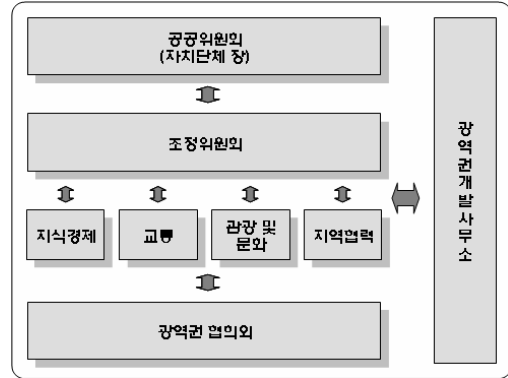 공공위원회
(자치단체 장)
조정위원회
지식경제
교통
관광 및
문화
지역협력
광역권 협의회
광역권개발사무소